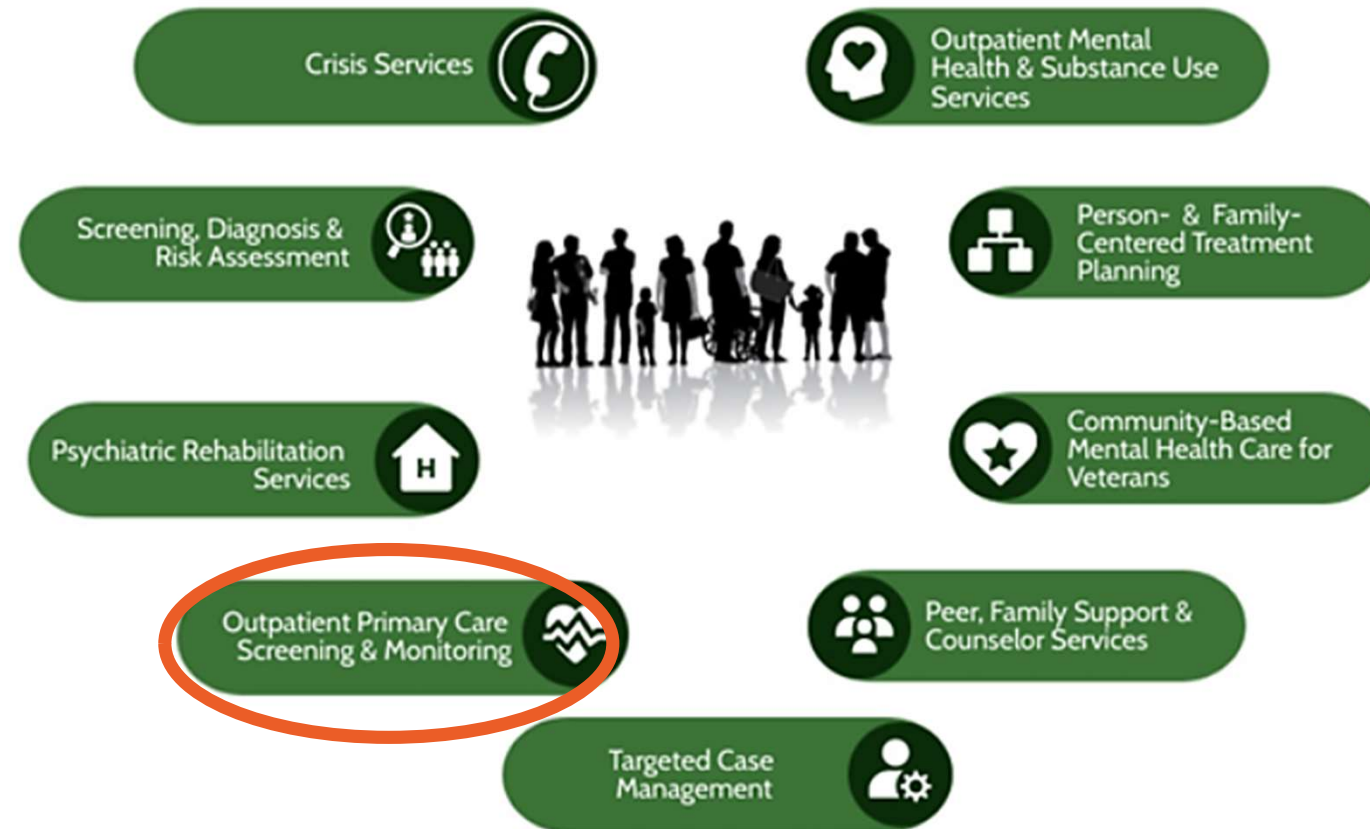 Crisis Services
Outpatient Mental
Health & Substance Use
Services
Screening, Diagnosis &
Risk Assessment
Person- & Family-
Centered Treatment
Planning
Psychiatric Rehabilitation
Services
H
Community-Based
Mental Health Care for
Veterans
Outpatient Primary Care
Screening & Monitoring
Peer, Family Support &
Counselor Services
Targeted Case
Management